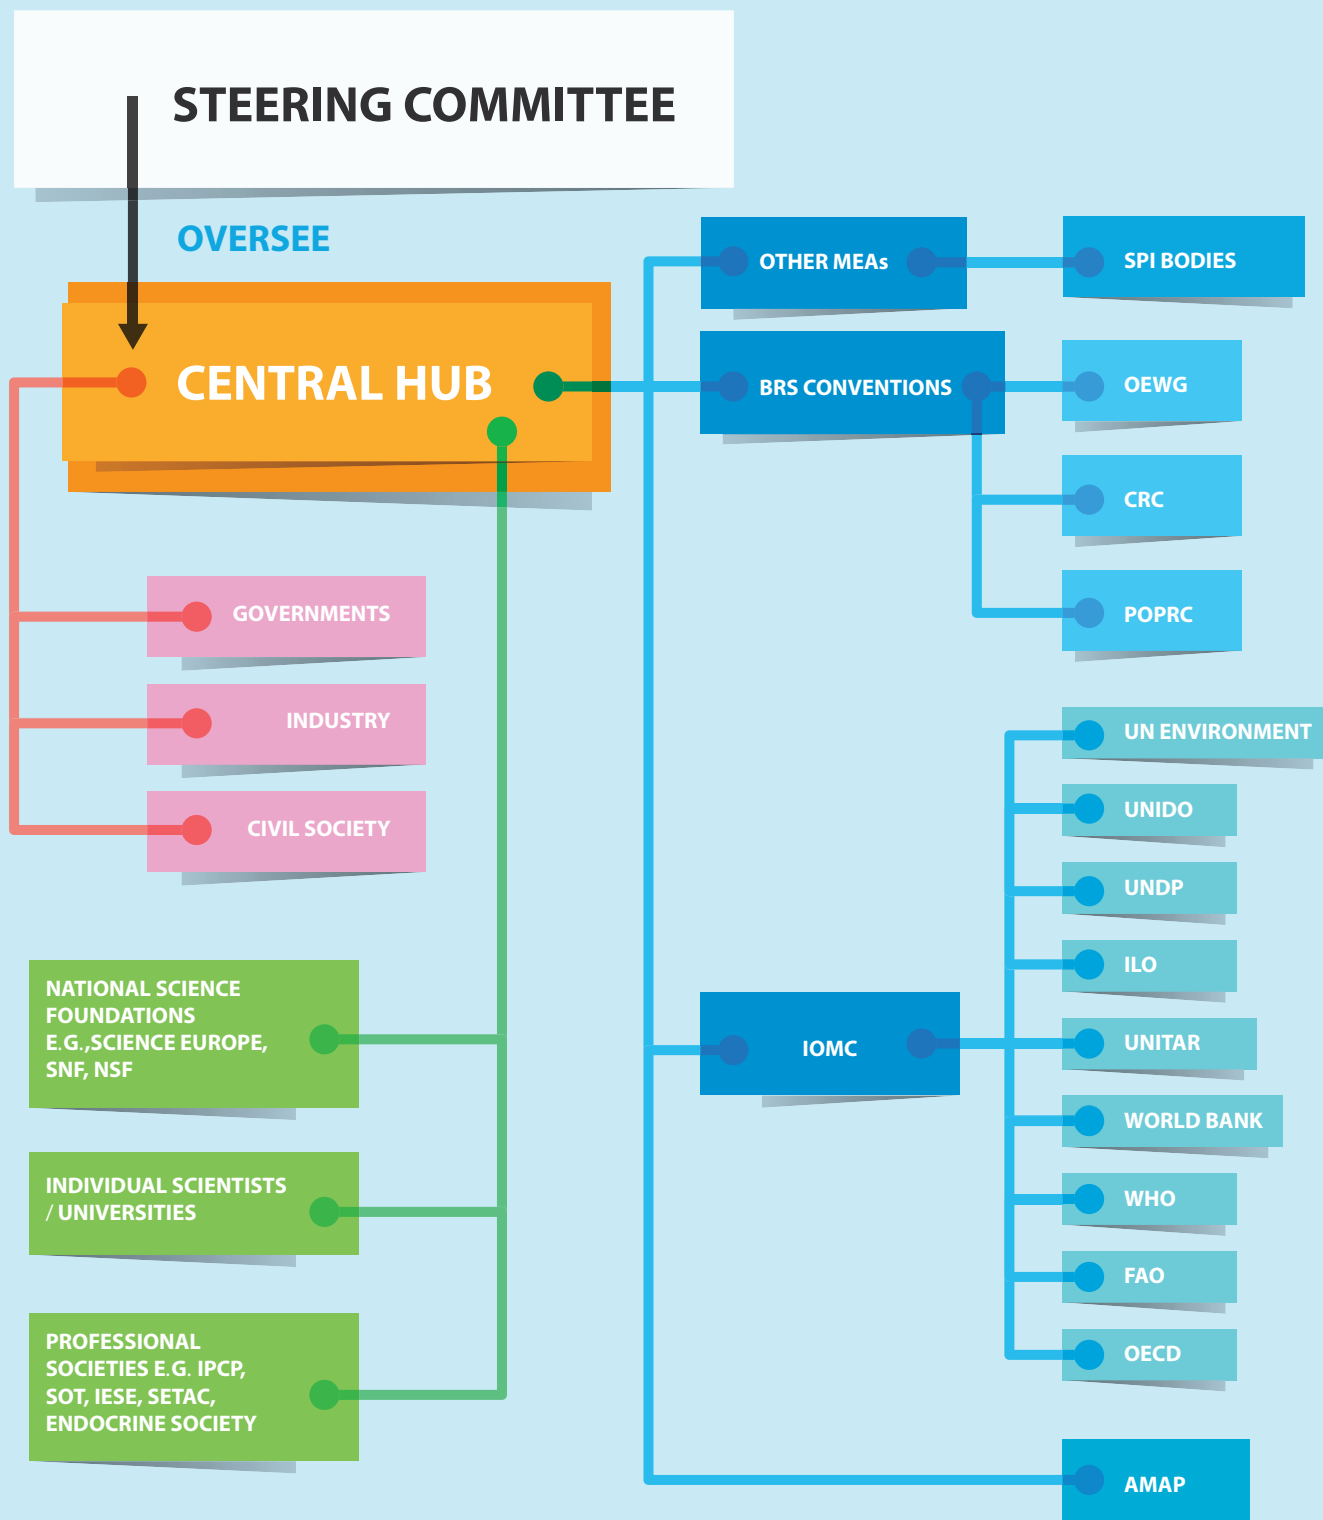 STEERING COMMITTEE
OVERSEE
CENTRAL HUB
GOVERNMENTS
INDUSTRY
CIVIL SOCIETY
NATIONAL SCIENCE
FOUNDATIONS
E.G.,SCIENCE EUROPE,
SNF, NSF
INDIVIDUAL SCIENTISTS
/ UNIVERSITIES
PROFESSIONAL
SOCIETIES E.G. IPCP,
SOT, IESE, SETAC,
ENDOCRINE SOCIETY
OTHER MEAs
SPI BODIES
BRS CONVENTIONS
OEWG
CRC
POPRC
IOMC
UN ENVIRONMENT
UNIDO
UNDP
ILO
UNITAR
WORLD BANK
WHO
FAO
OECD
AMAP